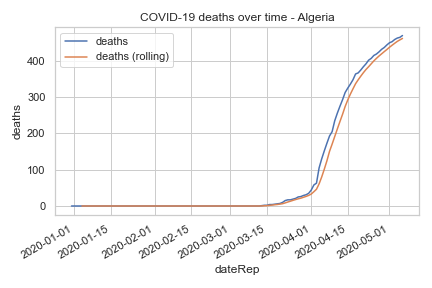 COVID-19 deaths over time - Algeria
deaths
deaths (rolling)
deaths
400
300
200
100
0
2020-01-01
2020-01-15
2020-02-01
2020-02-15
2020-03-01
2020-03-15
2020-04-01
2020-04-15
2020-05-01
dateRep